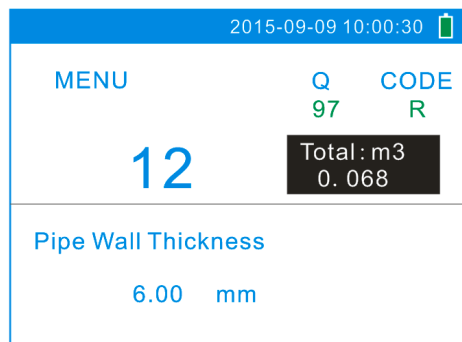 2015-09-09 10:00:30
MENU
Q
CODE
97
R
12
Total:m3
0.068
Pipe Wall Thickness
6.00 mm